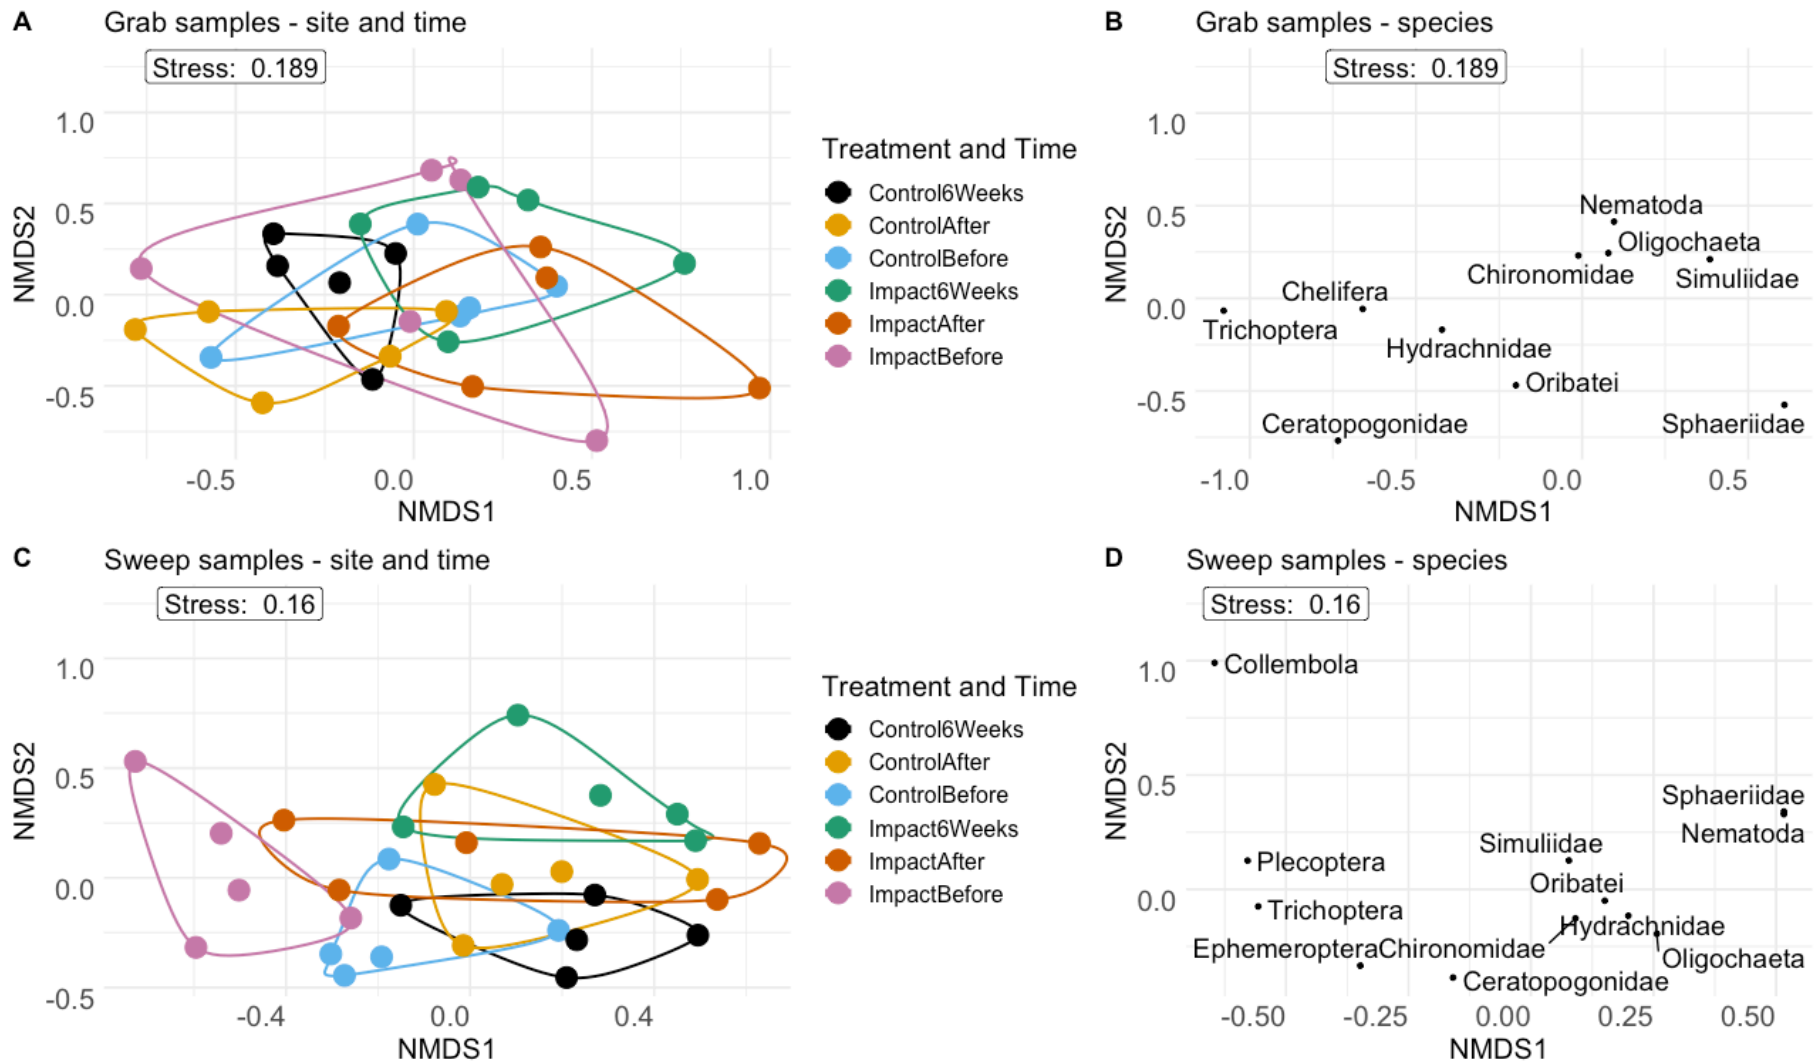 A Grab samples - site and time
Stress: 0.189
1.0
0.5
0.0
-0.5
NMDS2
-0.5 0.0 0.5 1.0
NMDS1
Treatment and Time
Control6Weeks
ControlAfter
ControlBefore
Impact6Weeks
ImpactAfter
ImpactBefore
B Grab samples - species
Stress: 0.189
1.0
0.5
0.0
-0.5
NMDS2
Nematoda
Oligochaeta
Chironomidae
Simuliidae
Chelifera
Trichoptera
Hydrachnidae
Oribatei
Ceratopogonidae
Sphaeriidae
-1.0 -0.5 0.0 0.5
NMDS1
C Sweep samples - site and time
Stress: 0.16
1.0
0.5
0.0
-0.5
NMDS2
-0.4 0.0 0.4
NMDS1
Treatment and Time
Control6Weeks
ControlAfter
ControlBefore
Impact6Weeks
ImpactAfter
ImpactBefore
D Sweep samples - species
Stress: 0.16
1.0
0.5
0.0
-0.5
NMDS2
Collembola
Sphaeriidae
Nematoda
Simuliidae
Plecoptera
Oribatei
Trichoptera
Hydrachnidae
Ephemeroptera
Chironomidae
Oligochaeta
Ceratopogonidae
-0.50 -0.25 0.00 0.25 0.50
NMDS1